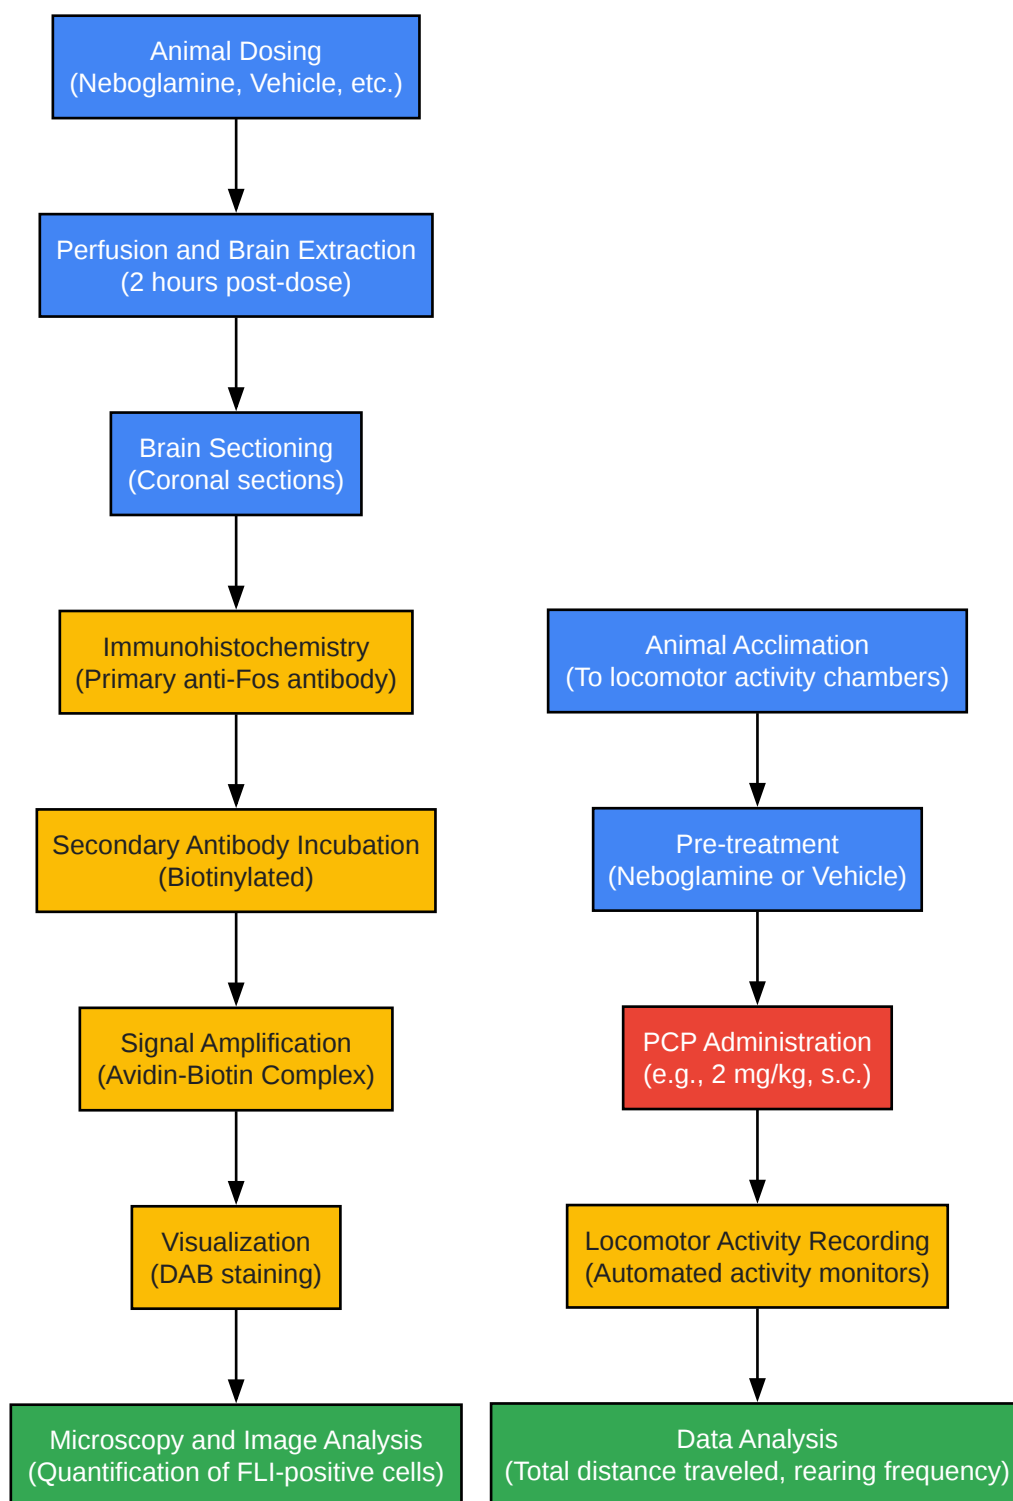 Animal Dosing
(Neboglamine, Vehicle, etc.)
Perfusion and Brain Extraction
(2 hours post-dose)
Brain Sectioning
(Coronal sections)
Immunohistochemistry
(Primary anti-Fos antibody)
Secondary Antibody Incubation
(Biotinylated)
Signal Amplification
(Avidin-Biotin Complex)
Visualization
(DAB staining)
Microscopy and Image Analysis
(Quantification of FLI-positive cells)
Animal Acclimation
(To locomotor activity chambers)
Pre-treatment
(Neboglamine or Vehicle)
PCP Administration
(e.g., 2 mg/kg, s.c.)
Locomotor Activity Recording
(Automated activity monitors)
Data Analysis
(Total distance traveled, rearing frequency)